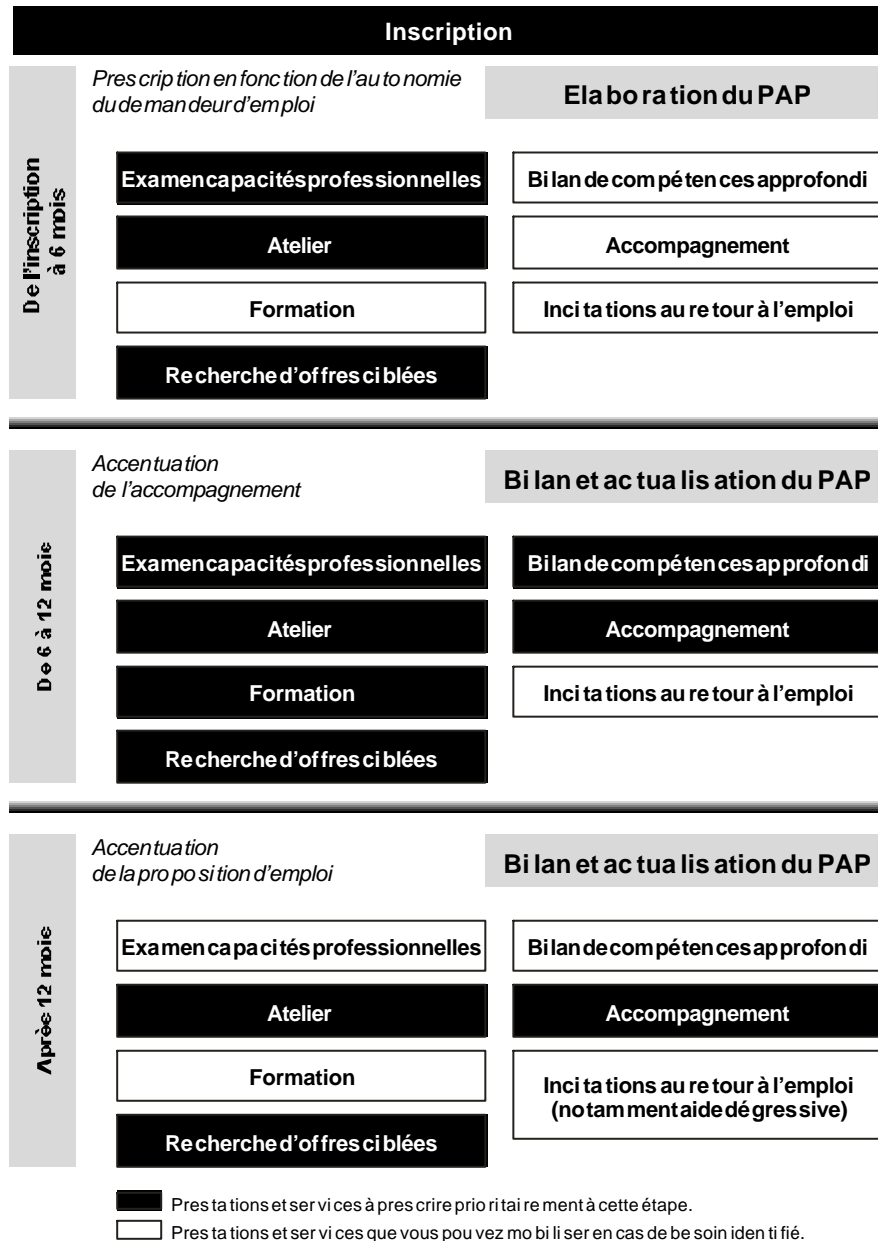 Inscription
Prescription en fonction de l'autonomie
du demandeur d'emploi
Elaboration du PAP
De l'inscription
à 6 mois
Examen capacités professionnelles
Bilan de compétences approfondi
Atelier
Accompagnement
Formation
Incitations au retour à l'emploi
Recherche d'offres ciblées
Accentuation
de l'accompagnement
Bilan et actualisation du PAP
De 6 à 12 mois
Examen capacités professionnelles
Bilan de compétences approfondi
Atelier
Accompagnement
Formation
Incitations au retour à l'emploi
Recherche d'offres ciblées
Accentuation
de la proposition d'emploi
Bilan et actualisation du PAP
Après 12 mois
Examen capacités professionnelles
Bilan de compétences approfondi
Atelier
Accompagnement
Formation
Incitations au retour à l'emploi
(notamment aide dégressive)
Recherche d'offres ciblées
Prestations et services à prescrire prioritairement à cette étape.
Prestations et services que vous pouvez mobiliser en cas de besoin identifié.